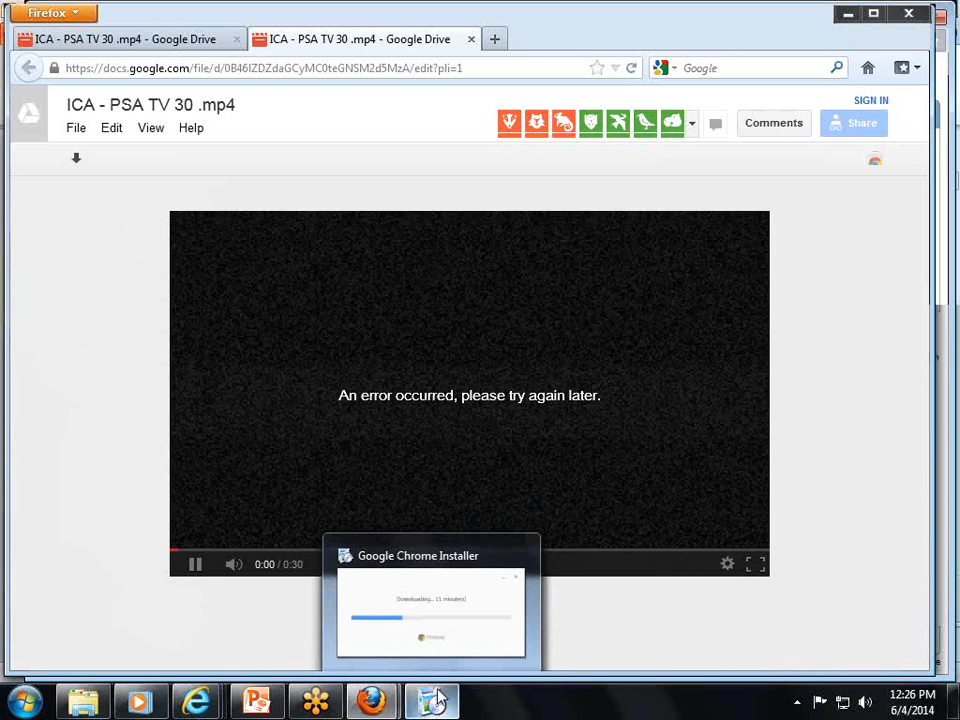 Firefox
ICA - PSA TV 30 .mp4 - Google Drive
ICA - PSA TV 30 .mp4 - Google Drive
https://docs.google.com/file/d/0B46IZDZdaGCyMC0teGNSM2d5MzA/edit?pli=1
Google
ICA - PSA TV 30 .mp4
SIGN IN
File Edit View Help
Comments
Share
An error occurred, please try again later.
0:00 / 0:30
Google Chrome Installer
Downloading... 11 minute(s)
12:26 PM
6/4/2014